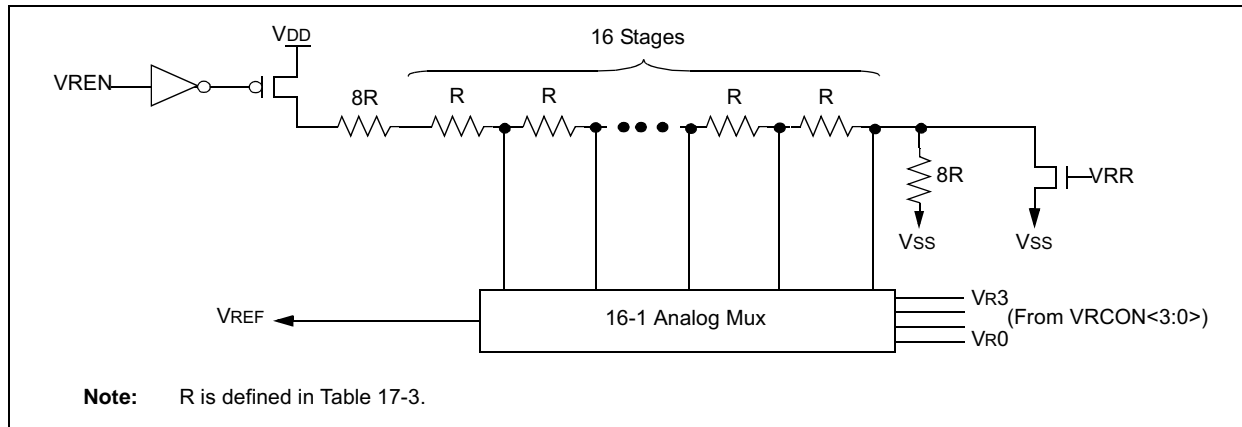 VDD
16 Stages
VREN
8R
R
R
R
R
8R
VRR
VSS
VSS
VR3
VREF
16-1 Analog Mux
(From VRCON<3:0>)
VR0
Note: R is defined in Table 17-3.